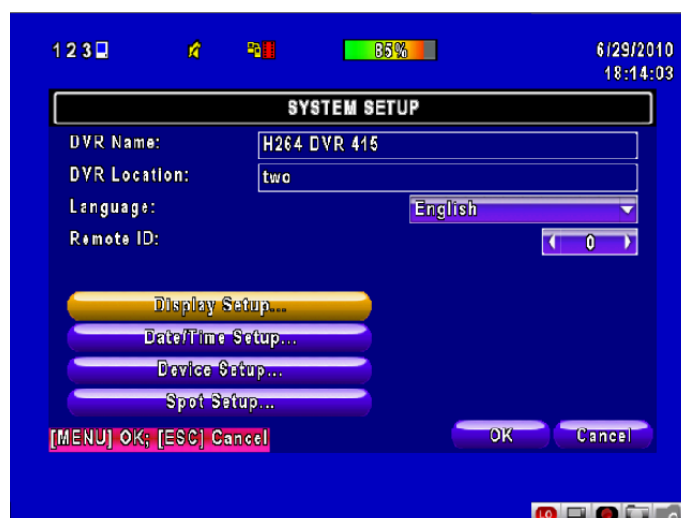 1 2 3
85%
6/29/2010
18:14:03
SYSTEM SETUP
DVR Name: H264 DVR 415
DVR Location: two
Language: English
Remote ID: 0
Display Setup...
Date/Time Setup...
Device Setup...
Spot Setup...
[MENU] OK; [ESC] Cancel
OK Cancel
LO